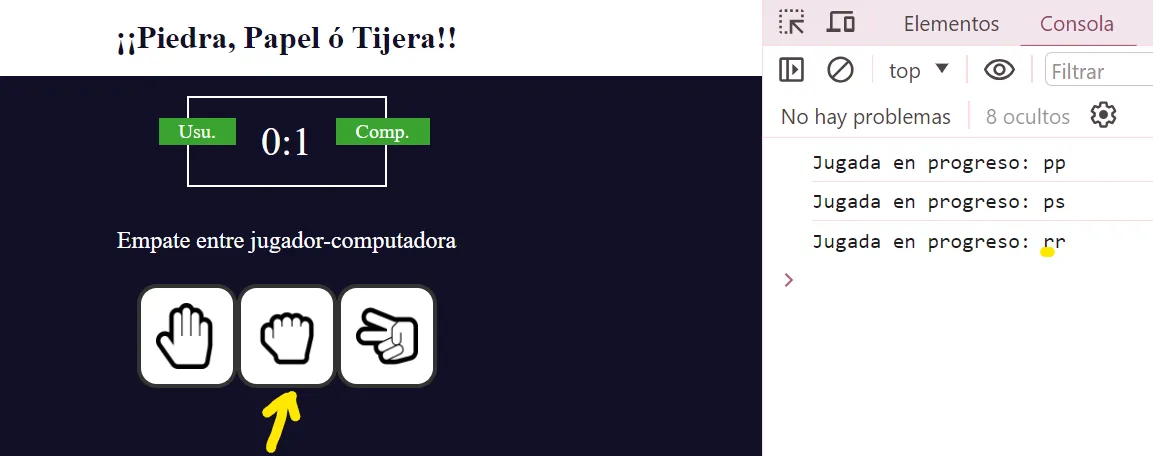 ¡¡Piedra, Papel ó Tijera!!
Usu.
0:1
Comp.
Empate entre jugador-computadora
Elementos
Consola
top
Filtrar
No hay problemas
8 ocultos
Jugada en progreso: pp
Jugada en progreso: ps
Jugada en progreso: rr